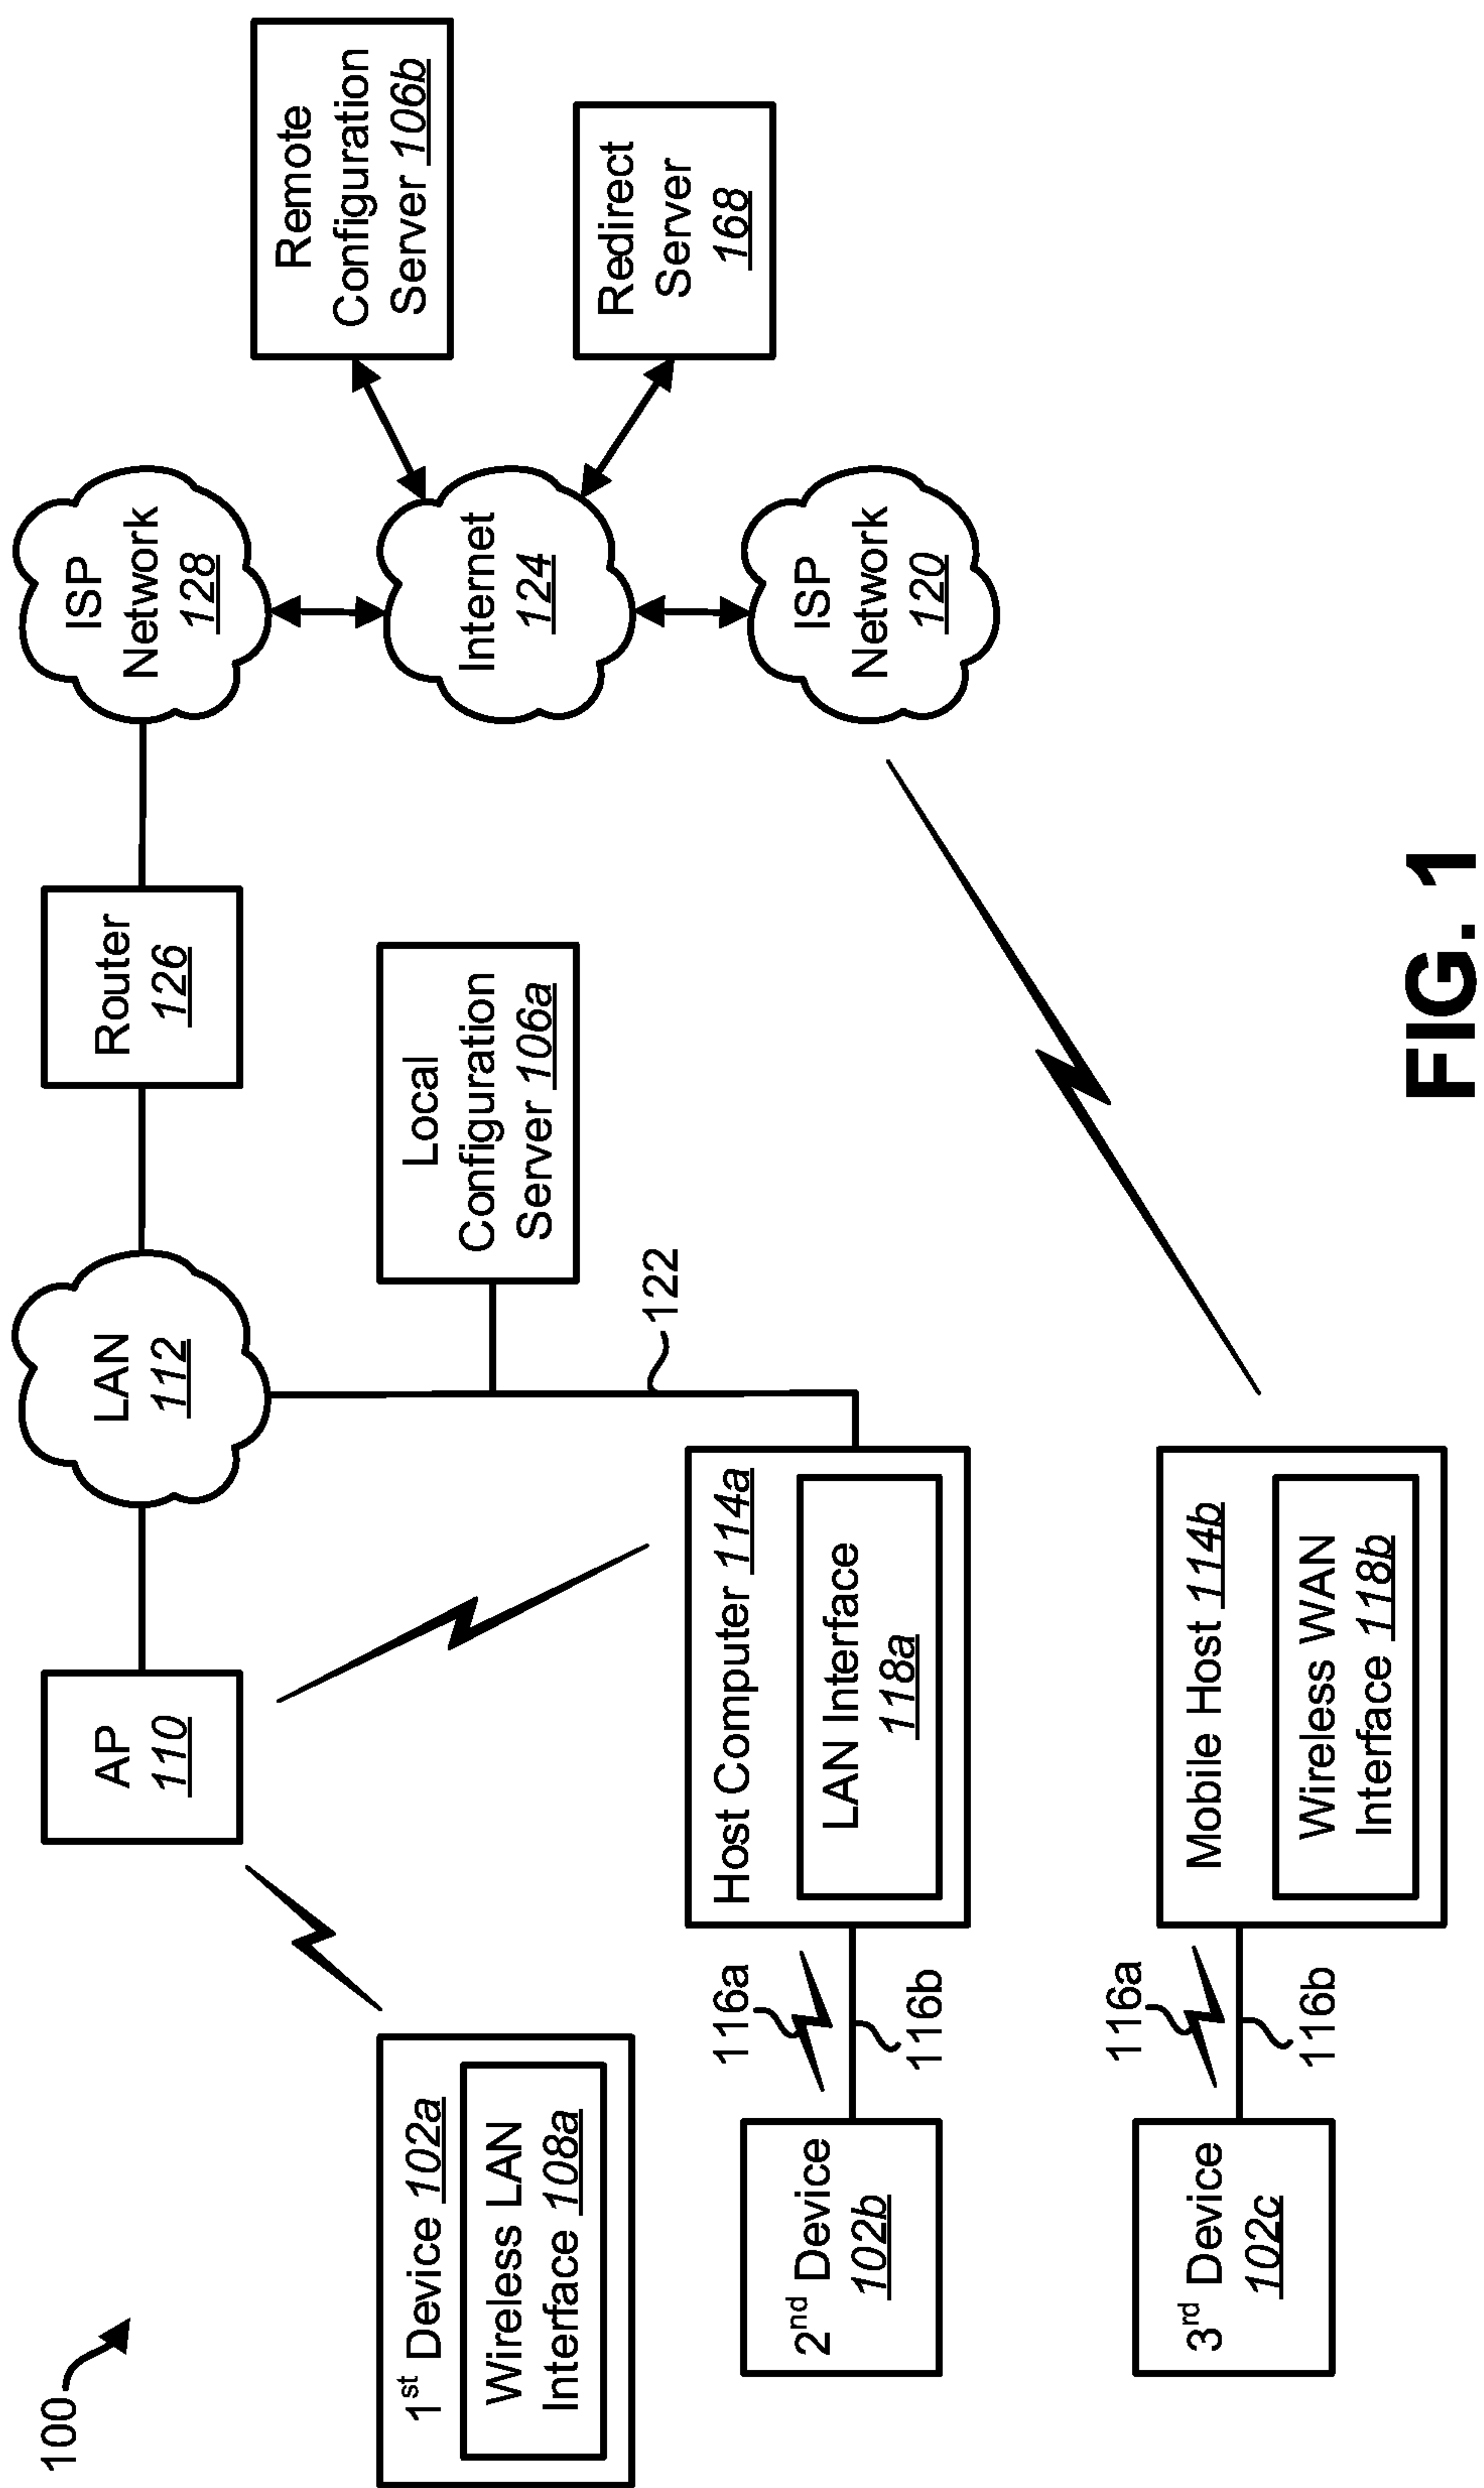 100
AP
110
LAN
112
Router
126
ISP
Network
128
Remote
Configuration
Server 106b
Internet
124
Redirect
Server
168
ISP
Network
120
Local
Configuration
Server 106a
122
1st Device 102a
Wireless LAN
Interface 108a
2nd Device
102b
116a
116b
Host Computer 114a
LAN Interface
118a
3rd Device
102c
116a
116b
Mobile Host 114b
Wireless WAN
Interface 118b
FIG. 1